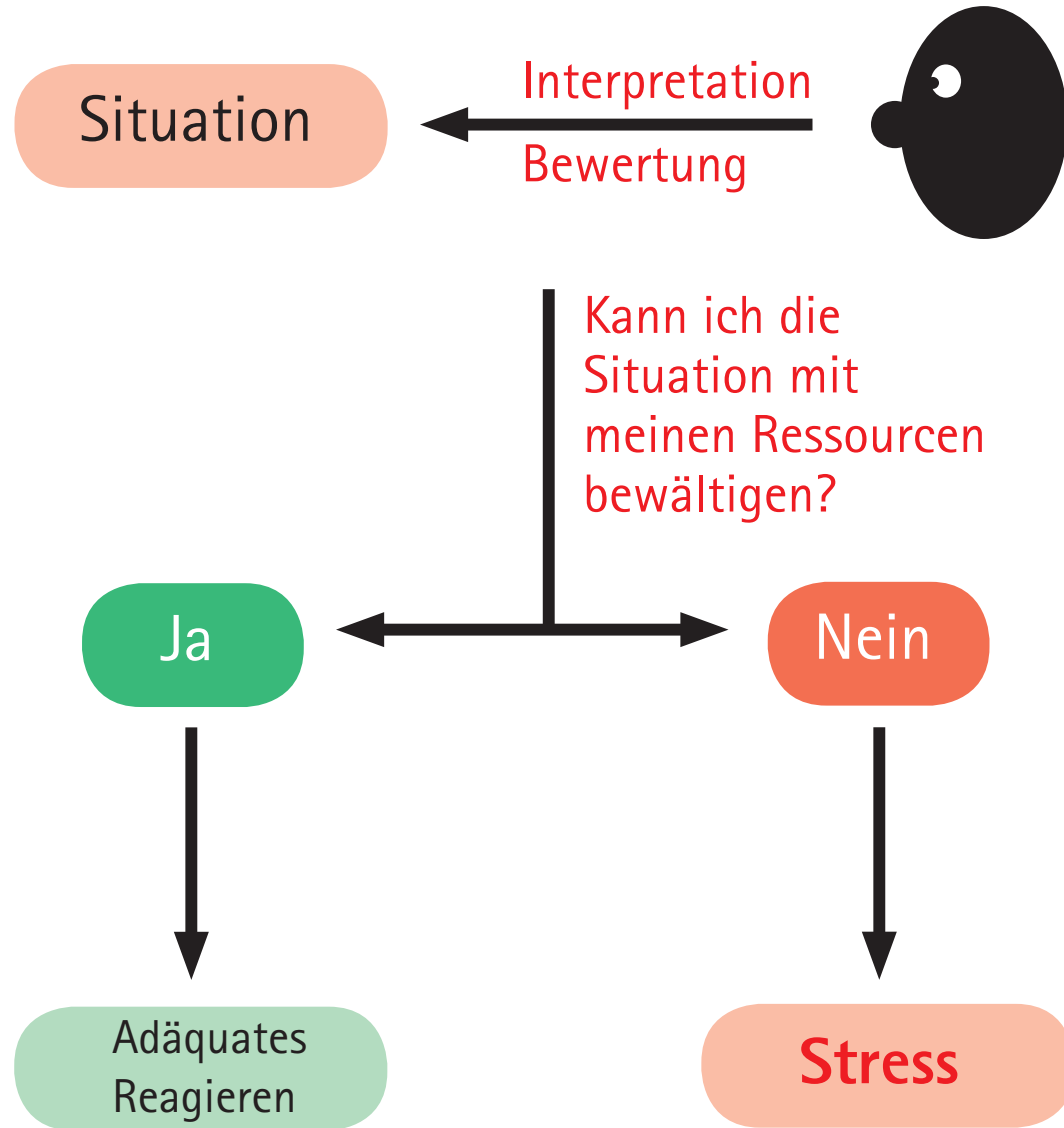 Situation
Interpretation
Bewertung
Kann ich die
Situation mit
meinen Ressourcen
bewältigen?
Ja
Nein
Adäquates
Reagieren
Stress